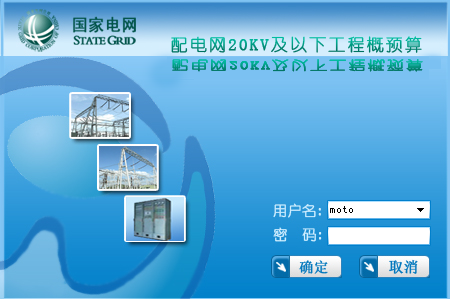 国家电网
STATE GRID
配电网20KV及以下工程概预算
用户名: moto
密 码:
确定 取消